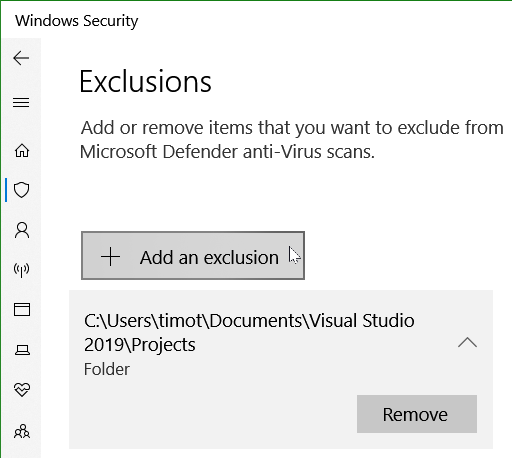 Windows Security
Exclusions
Add or remove items that you want to exclude from
Microsoft Defender anti-Virus scans.
Add an exclusion
C:\Users\timot\Documents\Visual Studio
2019\Projects
Folder
Remove